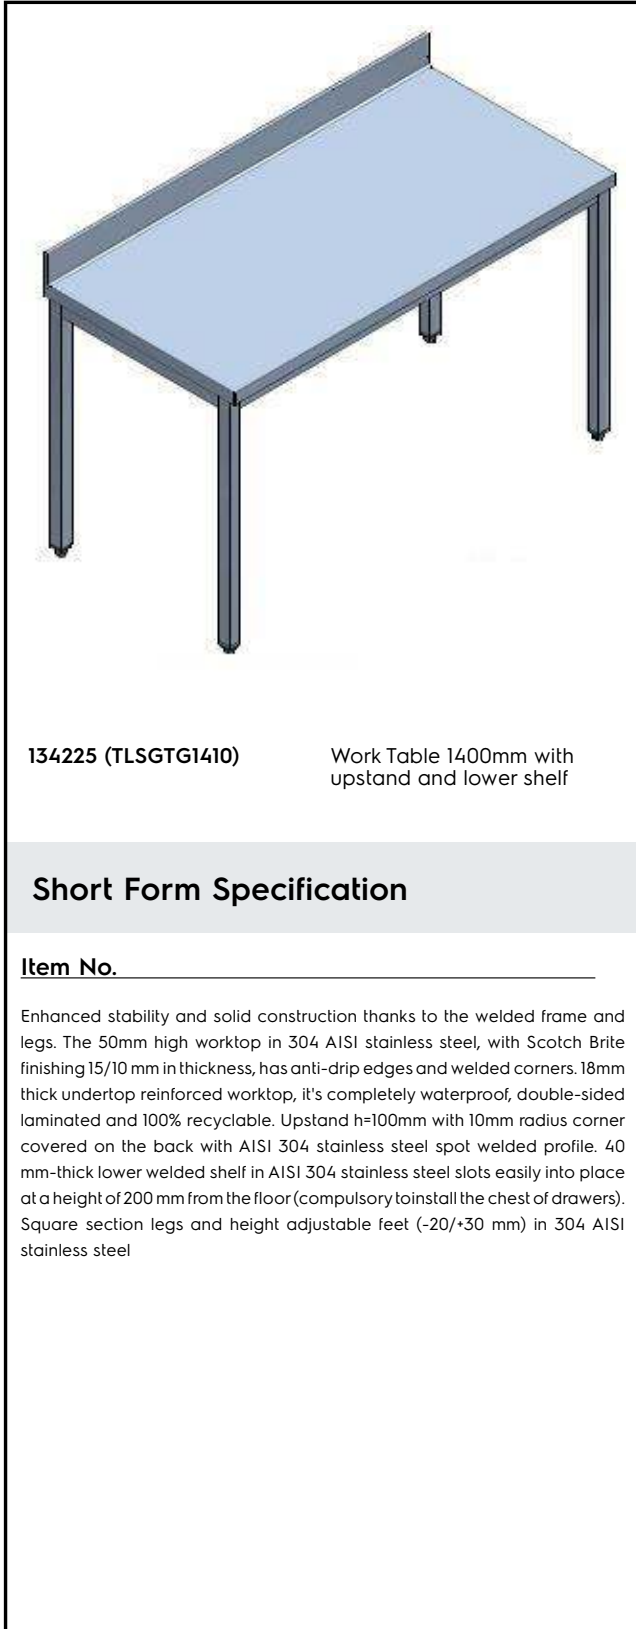 134225 (TLSGTG1410)
Work Table 1400mm with
upstand and lower shelf
Short Form Specification
Item No.
Enhanced stability and solid construction thanks to the welded frame and
legs. The 50mm high worktop in 304 AISI stainless steel, with Scotch Brite
finishing 15/10 mm in thickness, has anti-drip edges and welded corners. 18mm
thick undertop reinforced worktop, it's completely waterproof, double-sided
laminated and 100% recyclable. Upstand h=100mm with 10mm radius corner
covered on the back with AISI 304 stainless steel spot welded profile. 40
mm-thick lower welded shelf in AISI 304 stainless steel slots easily into place
at a height of 200 mm from the floor (compulsory toinstall the chest of drawers).
Square section legs and height adjustable feet (-20/+30 mm) in 304 AISI
stainless steel